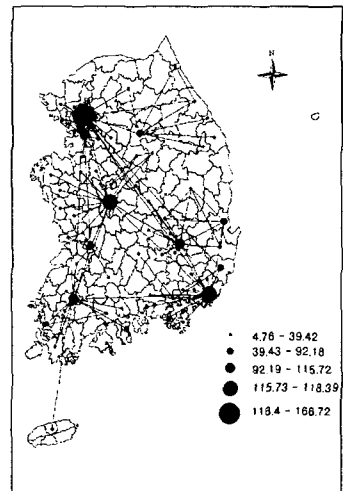 N
4.76 - 39.42
39.43 - 92.18
92.19 - 115.72
115.73 - 118.39
118.4 - 166.72